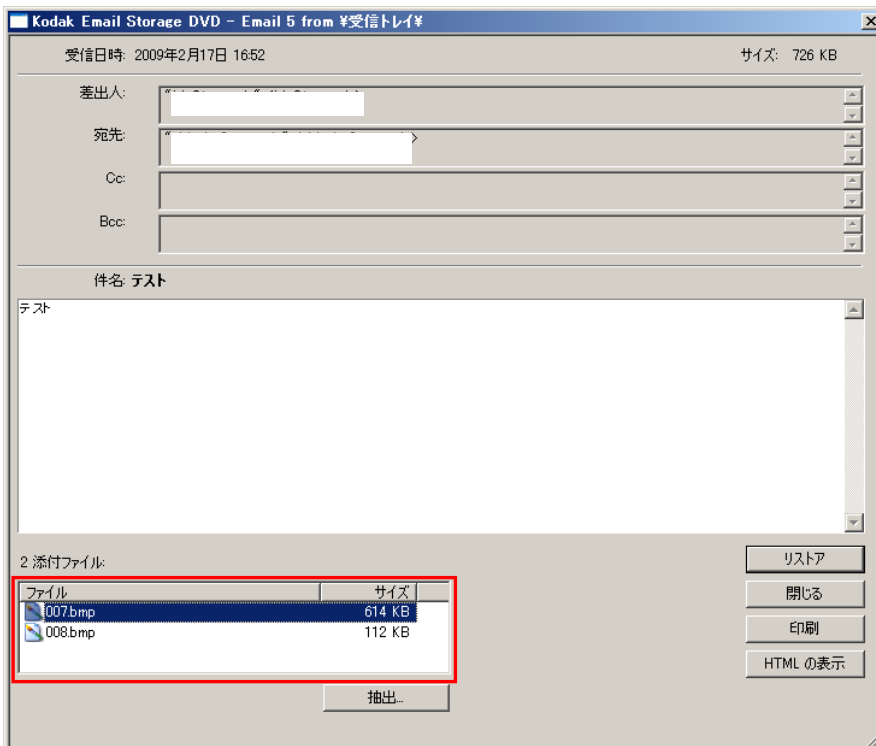 Kodak Email Storage DVD - Email 5 from ¥受信トレイ¥
受信日時: 2009年2月17日 16:52 サイズ: 726 KB
差出人:
宛先:
Cc:
Bcc:
件名: テスト
テスト
2 添付ファイル:
リストア
ファイル サイズ
閉じる
007.bmp 614 KB
008.bmp 112 KB
印刷
HTML の表示
抽出...